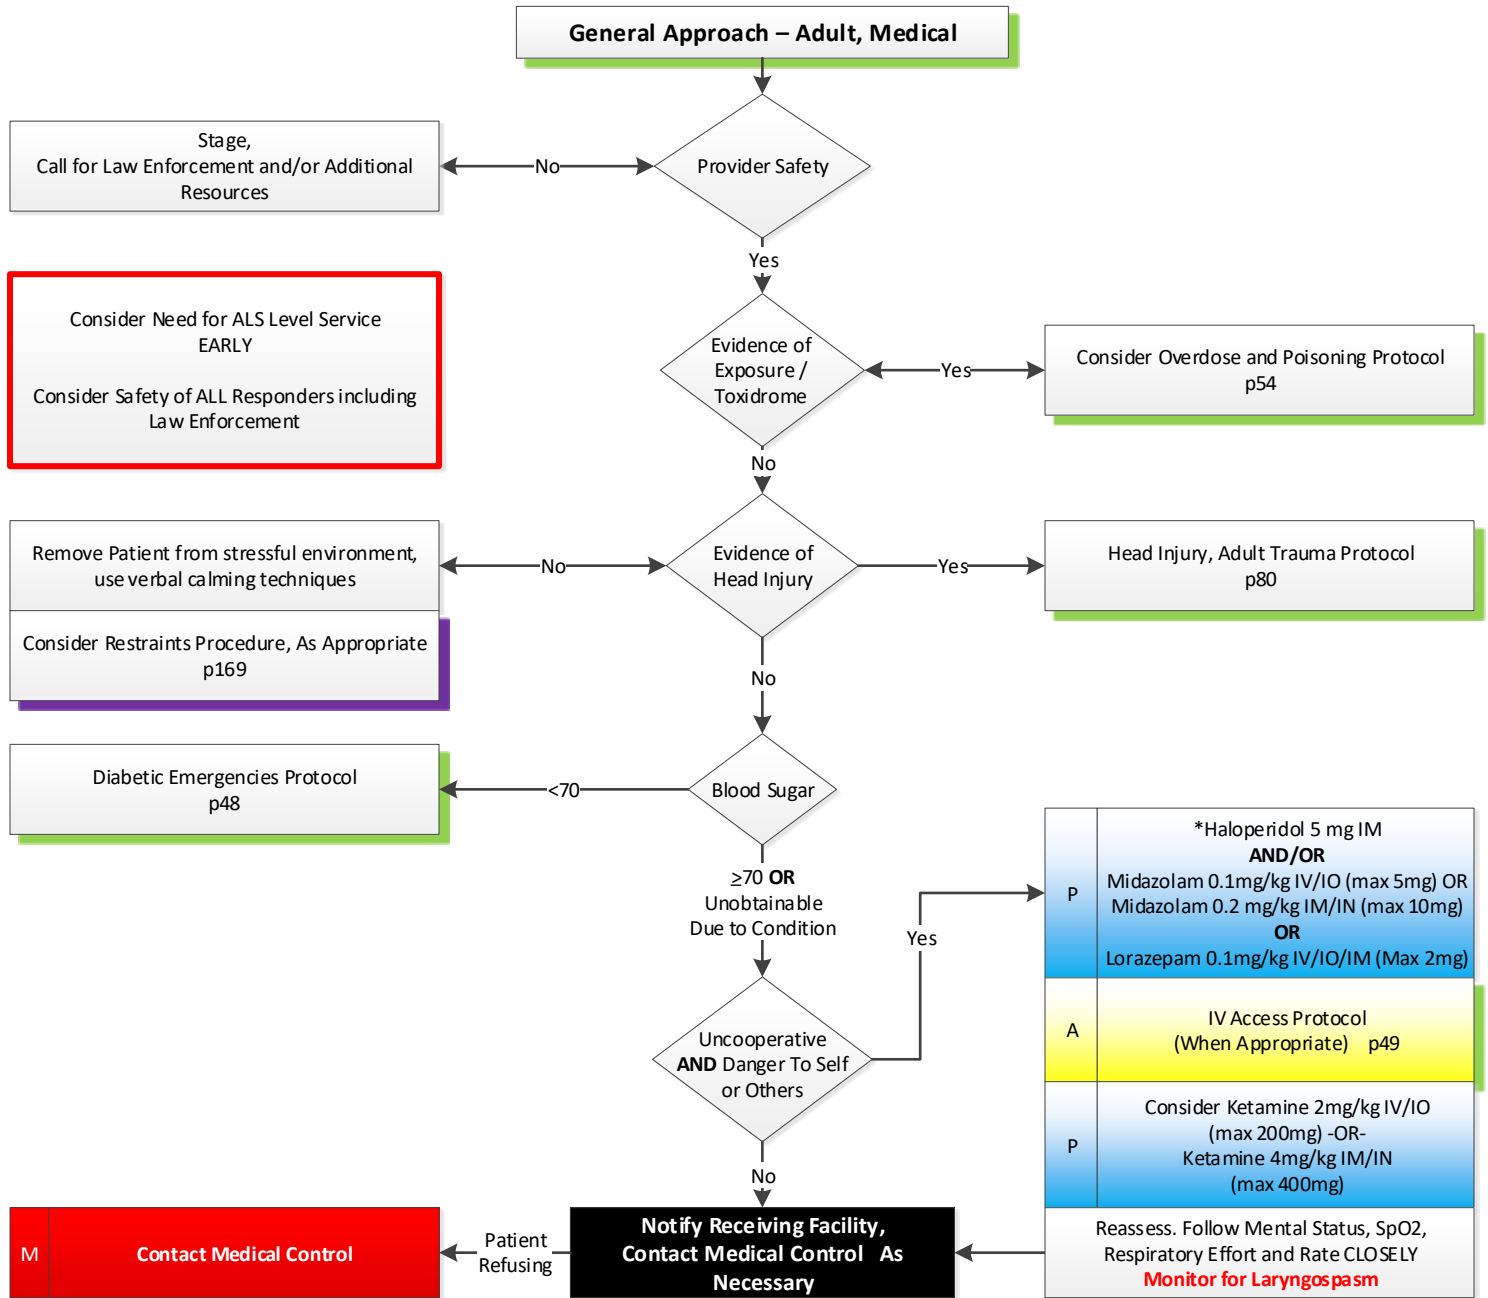 General Approach – Adult, Medical
Stage,
Call for Law Enforcement and/or Additional
Resources
No
Provider Safety
Yes
Consider Need for ALS Level Service
EARLY
Consider Safety of ALL Responders including
Law Enforcement
Evidence of
Exposure /
Toxidrome
Yes
Consider Overdose and Poisoning Protocol
p54
No
Remove Patient from stressful environment,
use verbal calming techniques
Consider Restraints Procedure, As Appropriate
p169
No
Evidence of
Head Injury
Yes
Head Injury, Adult Trauma Protocol
p80
No
Diabetic Emergencies Protocol
p48
<70
Blood Sugar
≥70 OR
Unobtainable
Due to Condition
Uncooperative
AND Danger To Self
or Others
Yes
P
*Haloperidol 5 mg IM
AND/OR
Midazolam 0.1mg/kg IV/IO (max 5mg) OR
Midazolam 0.2 mg/kg IM/IN (max 10mg)
OR
Lorazepam 0.1mg/kg IV/IO/IM (Max 2mg)
A
IV Access Protocol
(When Appropriate) p49
P
Consider Ketamine 2mg/kg IV/IO
(max 200mg) -OR-
Ketamine 4mg/kg IM/IN
(max 400mg)
Reassess. Follow Mental Status, SpO2,
Respiratory Effort and Rate CLOSELY
Monitor for Laryngospasm
No
Notify Receiving Facility,
Contact Medical Control As
Necessary
Patient
Refusing
M
Contact Medical Control